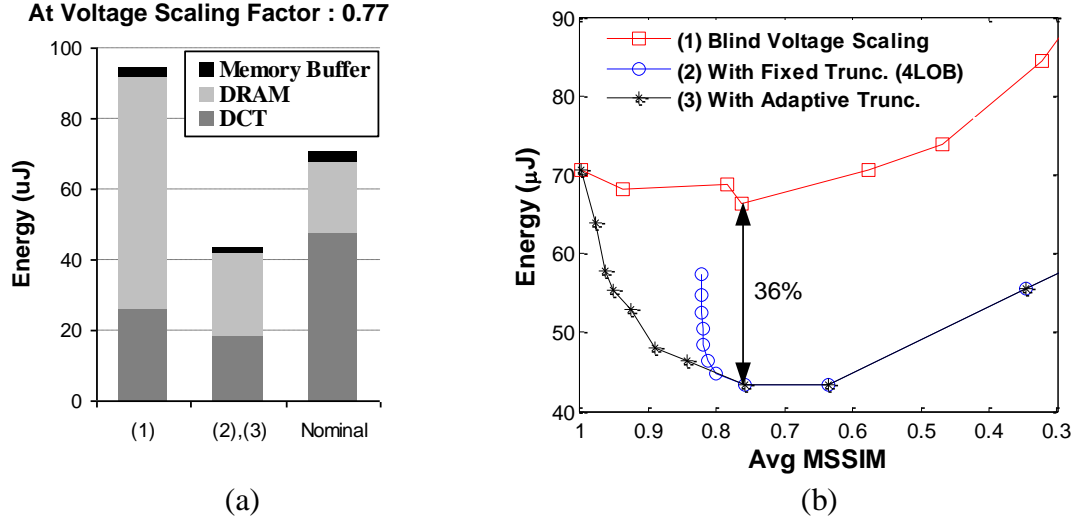 At Voltage Scaling Factor : 0.77
100
80
60
40
20
0
Energy (uJ)
Memory Buffer
DRAM
DCT
(1)
(2),(3)
Nominal
(a)
90
80
70
60
50
40
Energy (μJ)
(1) Blind Voltage Scaling
(2) With Fixed Trunc. (4LOB)
(3) With Adaptive Trunc.
36%
1
0.9
0.8
0.7
0.6
0.5
0.4
0.3
Avg MSSIM
(b)